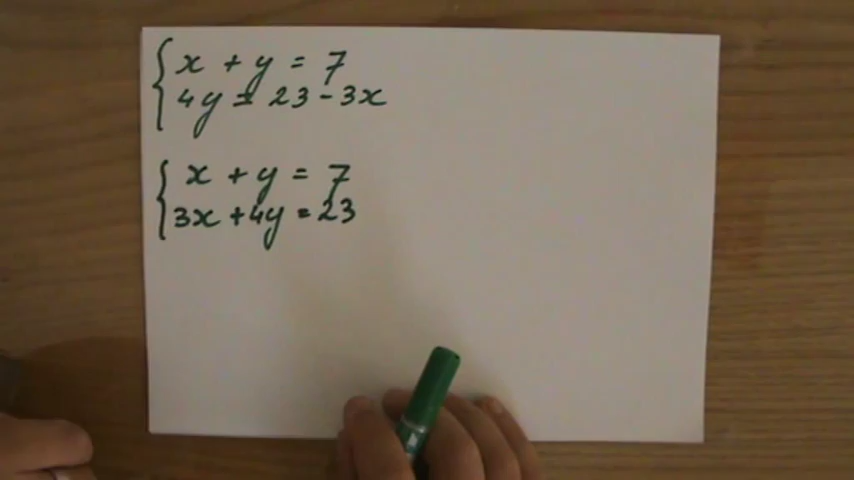 x + y = 7
4y = 23 - 3x
x + y = 7
3x + 4y = 23